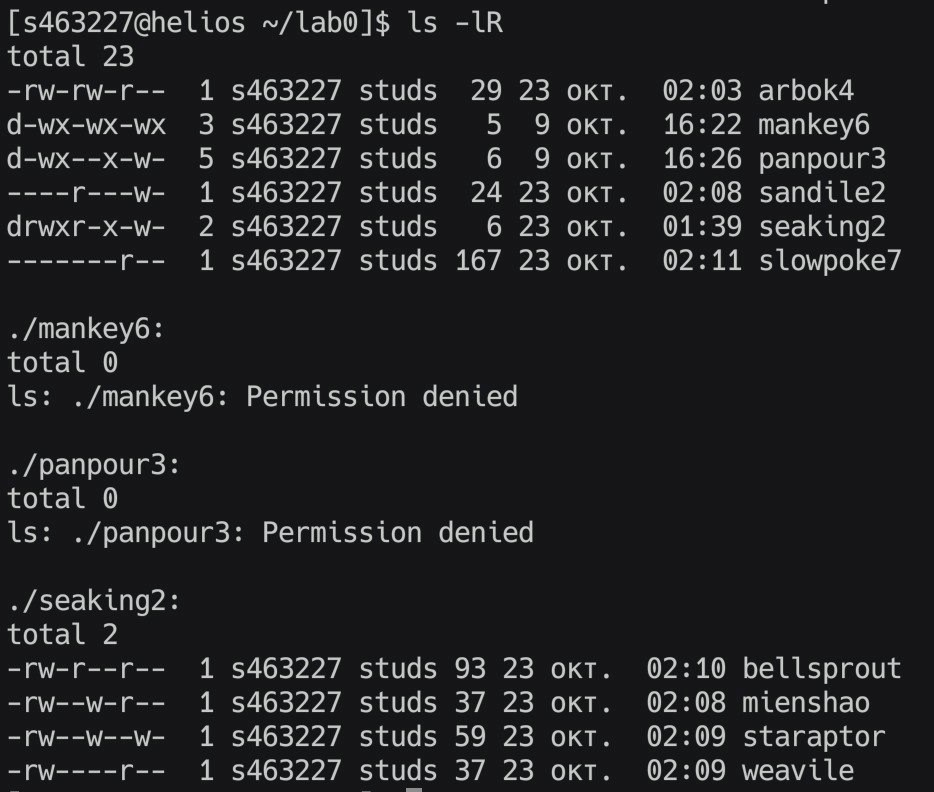 [s463227@helios ~/lab0]$ ls -lR
total 23
-rw-rw-r--  1 s463227 studs   29 23 окт.  02:03 arbok4
d-wx-wx-wx  3 s463227 studs    5  9 окт.  16:22 mankey6
d-wx--x-w-  5 s463227 studs    6  9 окт.  16:26 panpour3
----r---w-  1 s463227 studs   24 23 окт.  02:08 sandile2
drwxr-x-w-  2 s463227 studs    6 23 окт.  01:39 seaking2
-------r--  1 s463227 studs  167 23 окт.  02:11 slowpoke7

./mankey6:
total 0
ls: ./mankey6: Permission denied

./panpour3:
total 0
ls: ./panpour3: Permission denied

./seaking2:
total 2
-rw-r--r--  1 s463227 studs  93 23 окт.  02:10 bellsprout
-rw--w-r--  1 s463227 studs  37 23 окт.  02:08 mienshao
-rw--w--w-  1 s463227 studs  59 23 окт.  02:09 staraptor
-rw----r--  1 s463227 studs  37 23 окт.  02:09 weavile